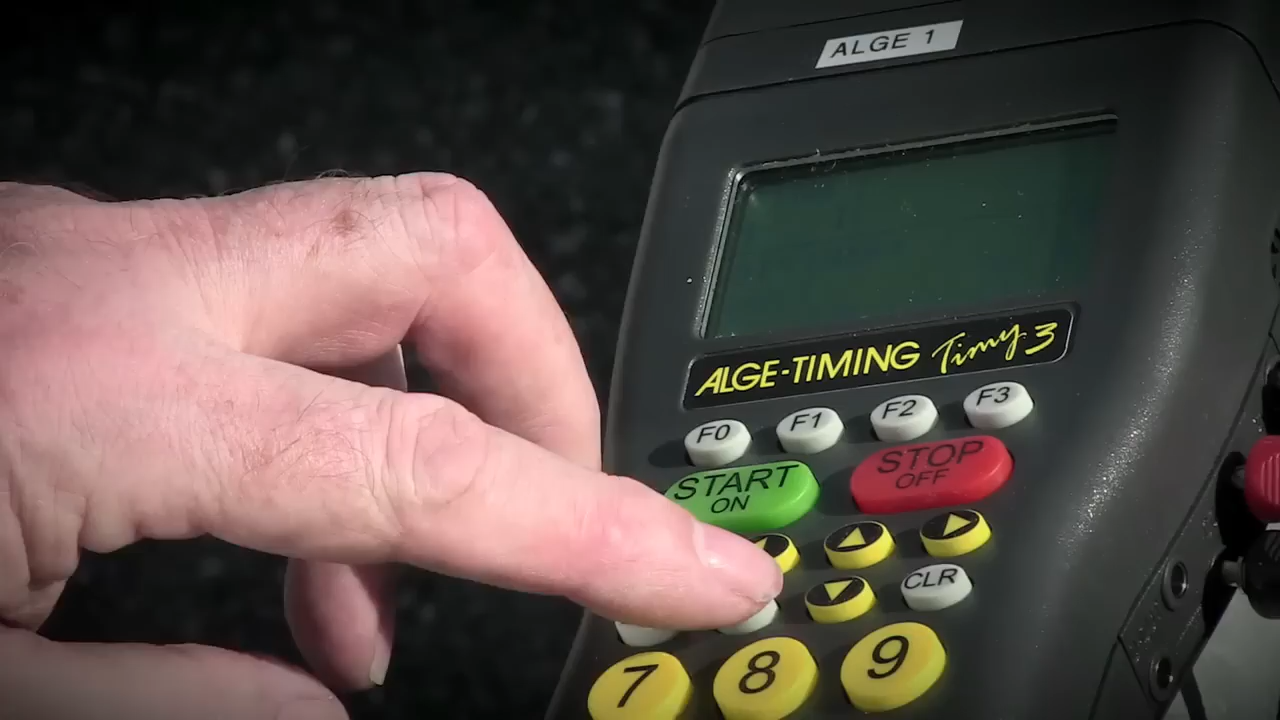 ALGE 1
ALGE-TIMING Timy 3
F0 F1 F2 F3
START STOP
ON OFF
CLR
7 8 9